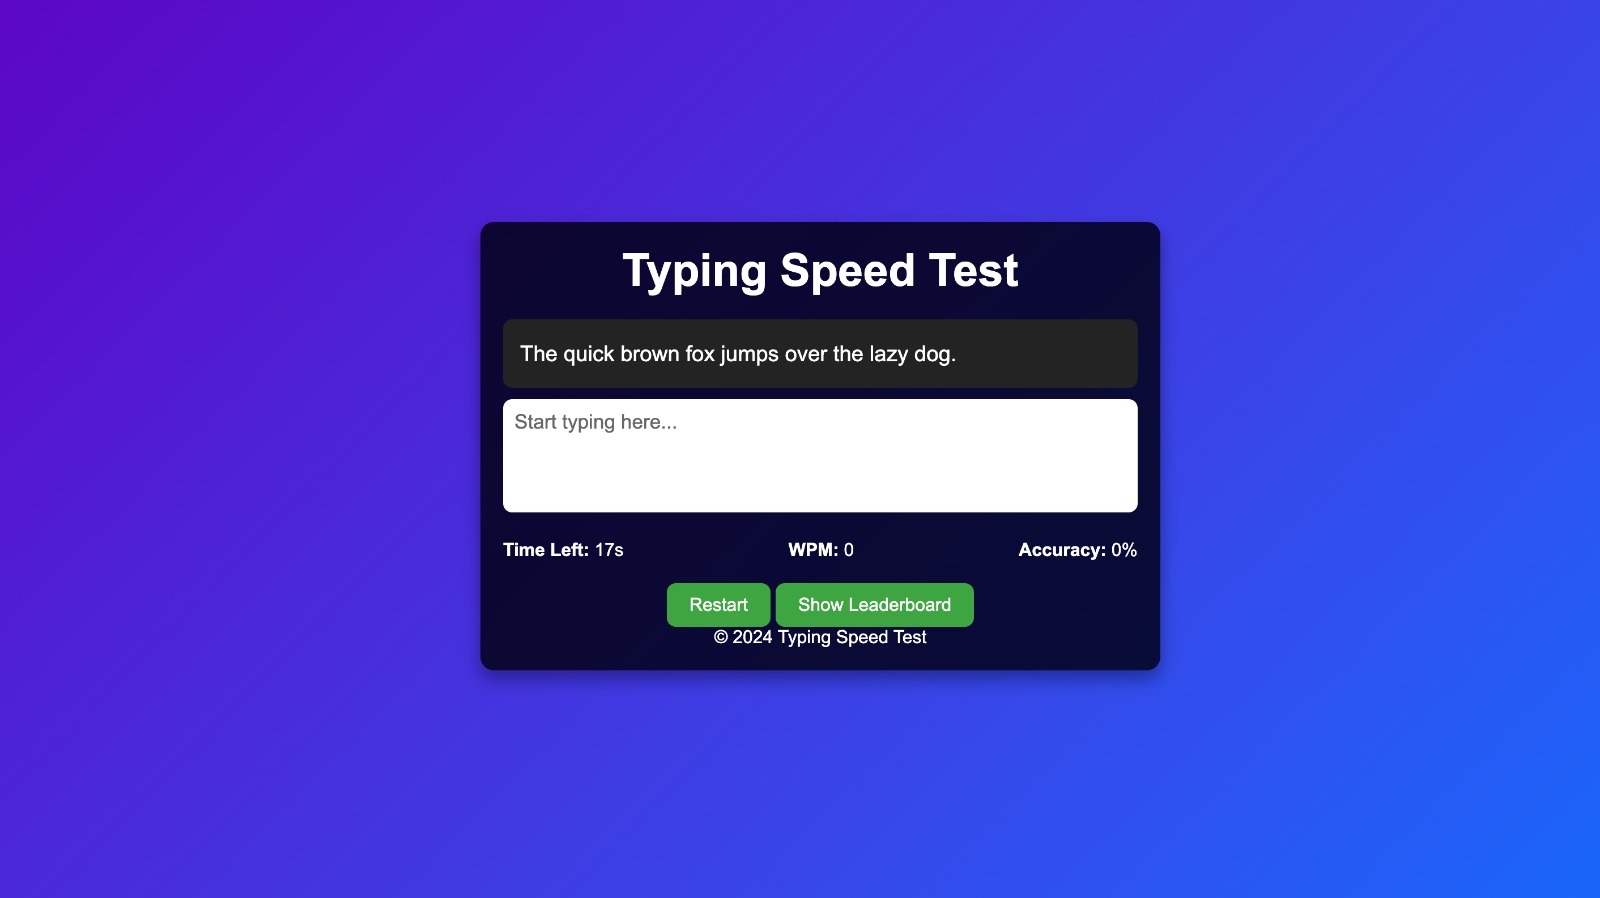 Typing Speed Test
The quick brown fox jumps over the lazy dog.
Start typing here...
Time Left: 17s WPM: 0 Accuracy: 0%
Restart Show Leaderboard
© 2024 Typing Speed Test